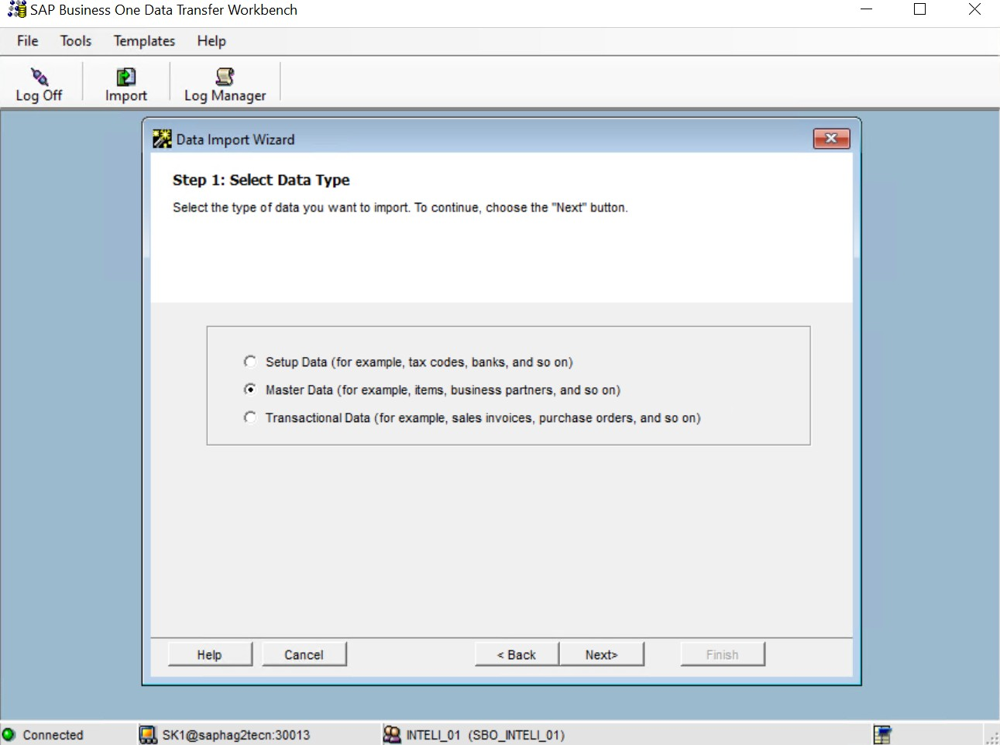 SAP Business One Data Transfer Workbench
File Tools Templates Help
Log Off Import Log Manager
Data Import Wizard
Step 1: Select Data Type
Select the type of data you want to import. To continue, choose the "Next" button.
Setup Data (for example, tax codes, banks, and so on)
Master Data (for example, items, business partners, and so on)
Transactional Data (for example, sales invoices, purchase orders, and so on)
Help Cancel < Back Next> Finish
Connected SK1@saphag2tecn:30013 INTELI_01 (SBO_INTELI_01)